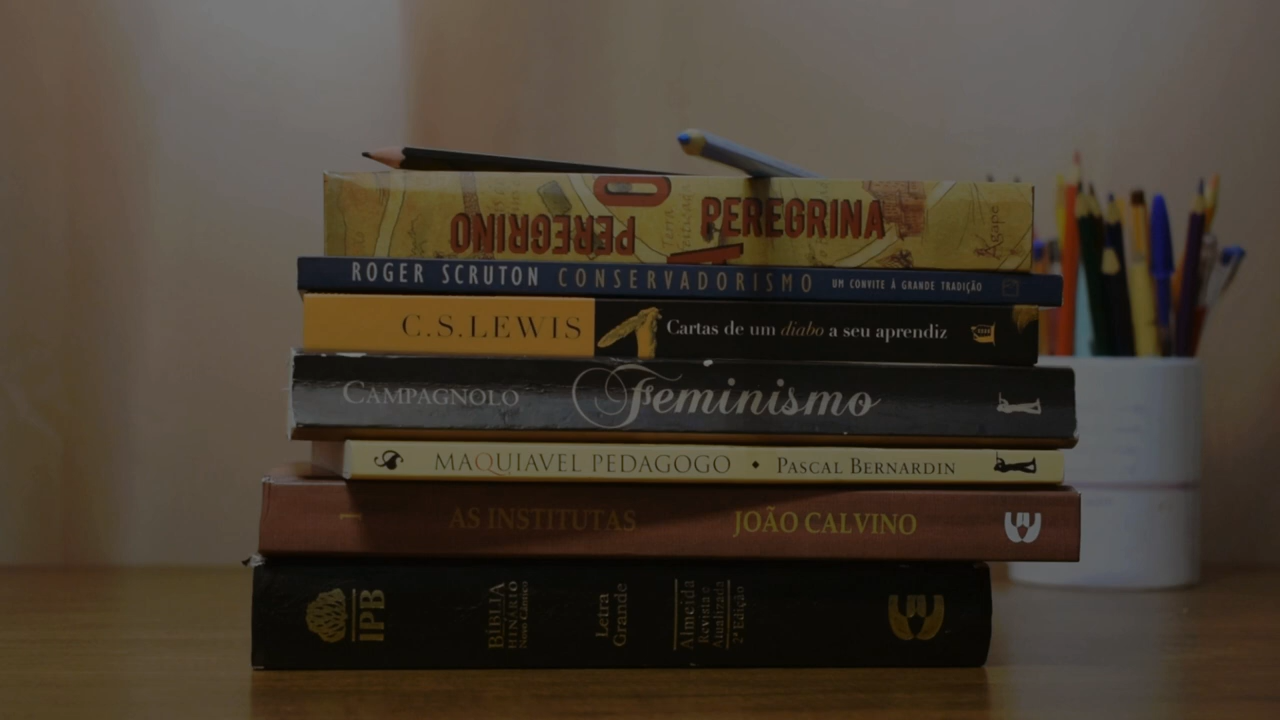 O PEREGRINO
A PEREGRINA
Ágape
ROGER SCRUTON CONSERVADORISMO UM CONVITE À GRANDE TRADIÇÃO
C.S.LEWIS Cartas de um diabo a seu aprendiz
CAMPAGNOLO Feminismo
MAQUIAVEL PEDAGOGO • PASCAL BERNARDIN
1 AS INSTITUTAS JOÃO CALVINO
IPB
BÍBLIA
HINÁRIO
Novo Cântico
Letra
Grande
Almeida
Revista e
Atualizada
2ª Edição